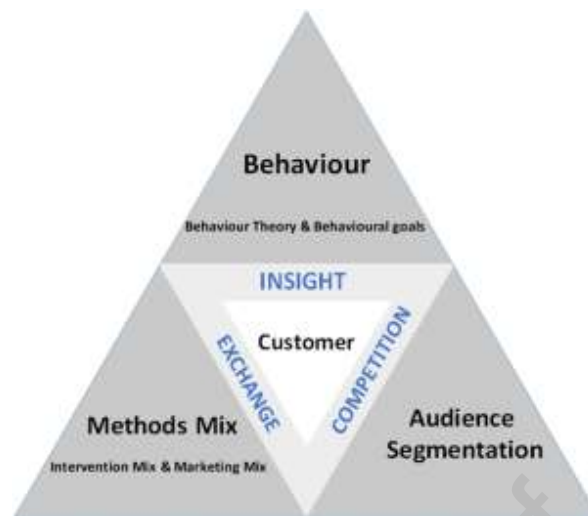 Behaviour
Behaviour Theory & Behavioural goals
INSIGHT
Customer
EXCHANGE
COMPETITION
Methods Mix
Intervention Mix & Marketing Mix
Audience
Segmentation